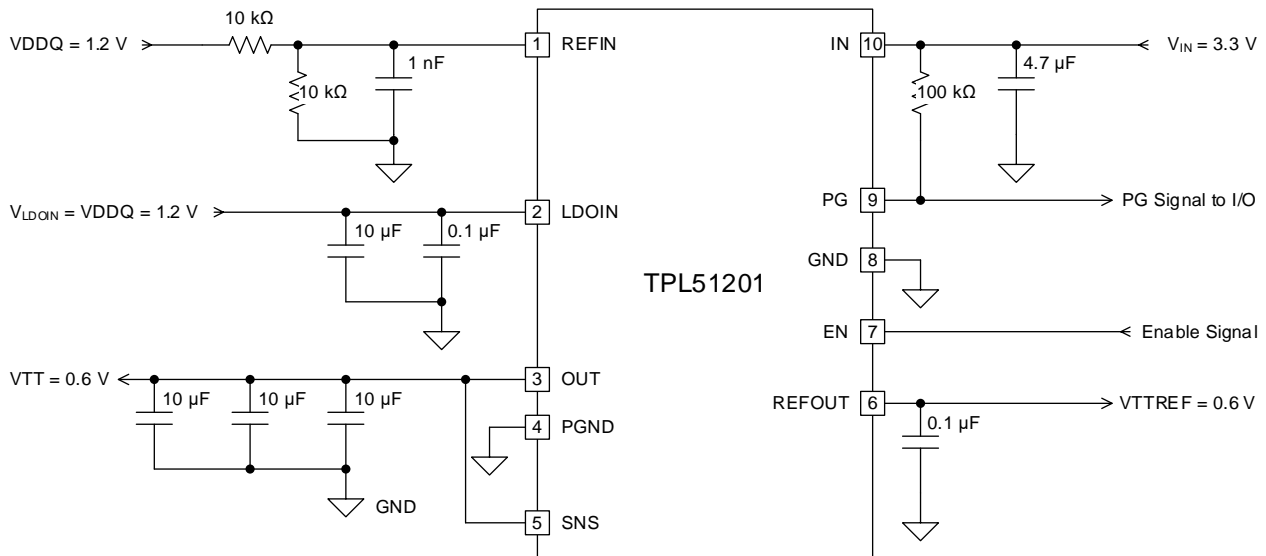 10 kΩ
VDDQ = 1.2 V
1
REFIN
10 kΩ
1 nF
IN
10
VIN = 3.3 V
4.7 µF
100 kΩ
VLDOIN = VDDQ = 1.2 V
2
LDOIN
10 µF
0.1 µF
PG
9
PG Signal to I/O
GND
8
TPL51201
EN
7
Enable Signal
VTT = 0.6 V
3
OUT
10 µF
10 µF
10 µF
4
PGND
GND
5
SNS
REFOUT
6
VTTREF = 0.6 V
0.1 µF